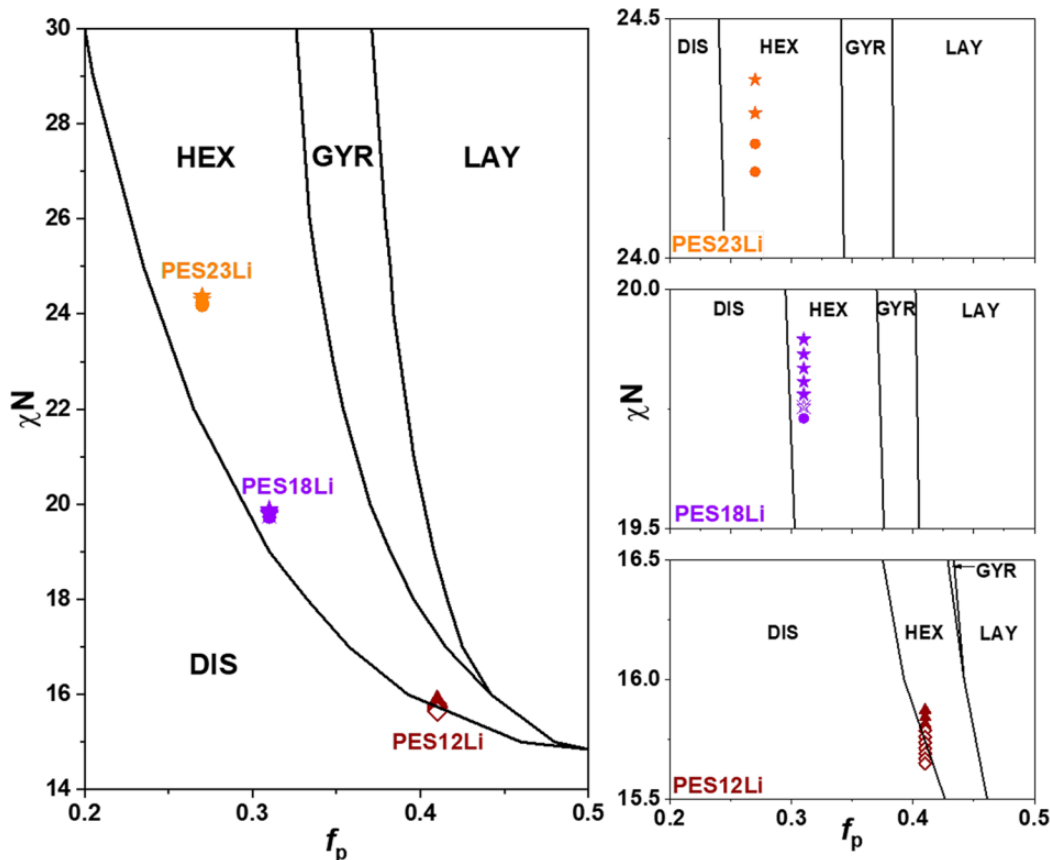 30
28
26
24
22
20
18
16
14
χN
HEX
GYR
LAY
PES23Li
PES18Li
DIS
PES12Li
0.2
0.3
0.4
0.5
fp
24.5
DIS
HEX
GYR
LAY
PES23Li
24.0
20.0
DIS
HEX
GYR
LAY
χN
PES18Li
19.5
16.5
GYR
DIS
HEX
LAY
16.0
PES12Li
15.5
0.2
0.3
0.4
0.5
fp